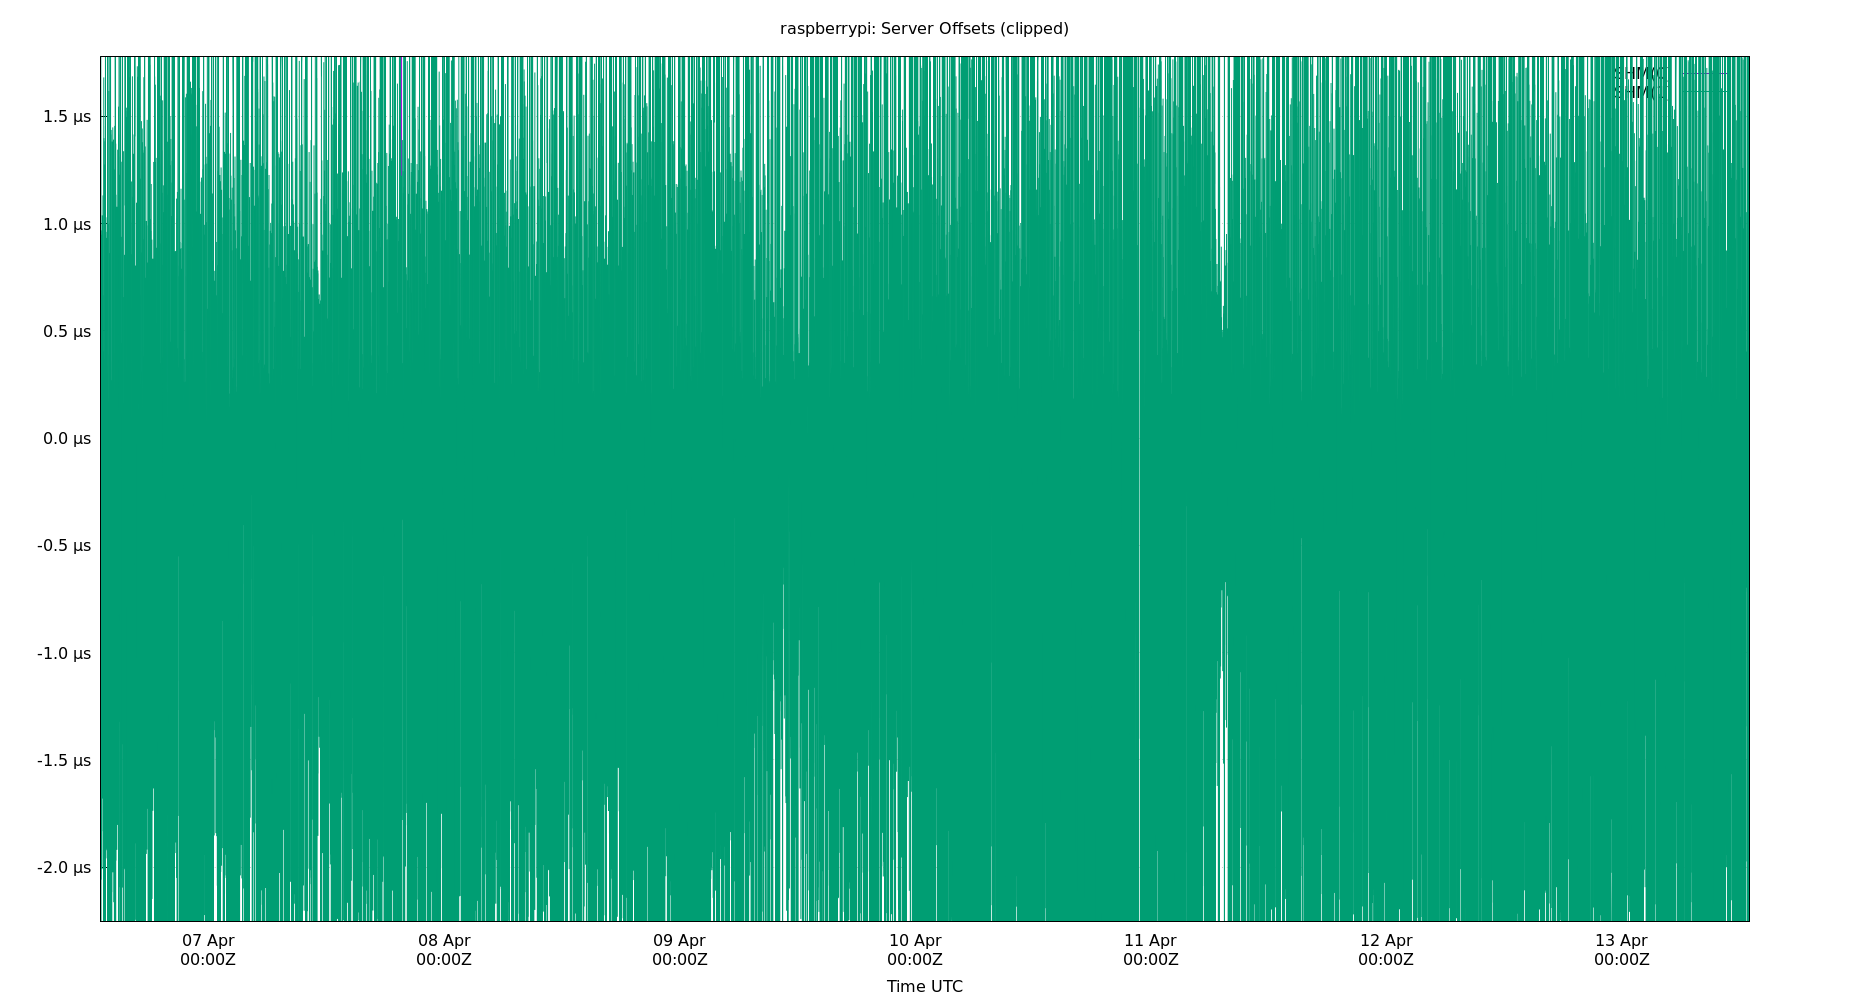 raspberrypi: Server Offsets (clipped)
1.5 µs
1.0 µs
0.5 µs
0.0 µs
-0.5 µs
-1.0 µs
-1.5 µs
-2.0 µs
07 Apr 08 Apr 09 Apr 10 Apr 11 Apr 12 Apr 13 Apr
00:00Z 00:00Z 00:00Z 00:00Z 00:00Z 00:00Z 00:00Z
Time UTC